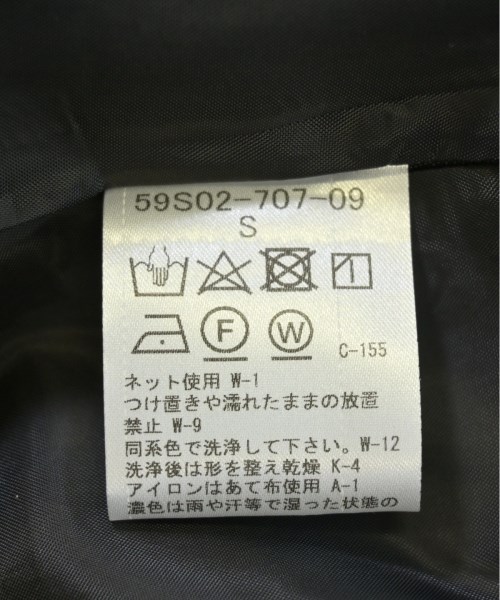 59S02-707-09
S
F W
C-155
ネット使用 W-1
つけ置きや濡れたままの放置
禁止 W-9
同系色で洗浄して下さい。W-12
洗浄後は形を整え乾燥 K-4
アイロンはあて布使用 A-1
濃色は雨や汗等で湿った状態の